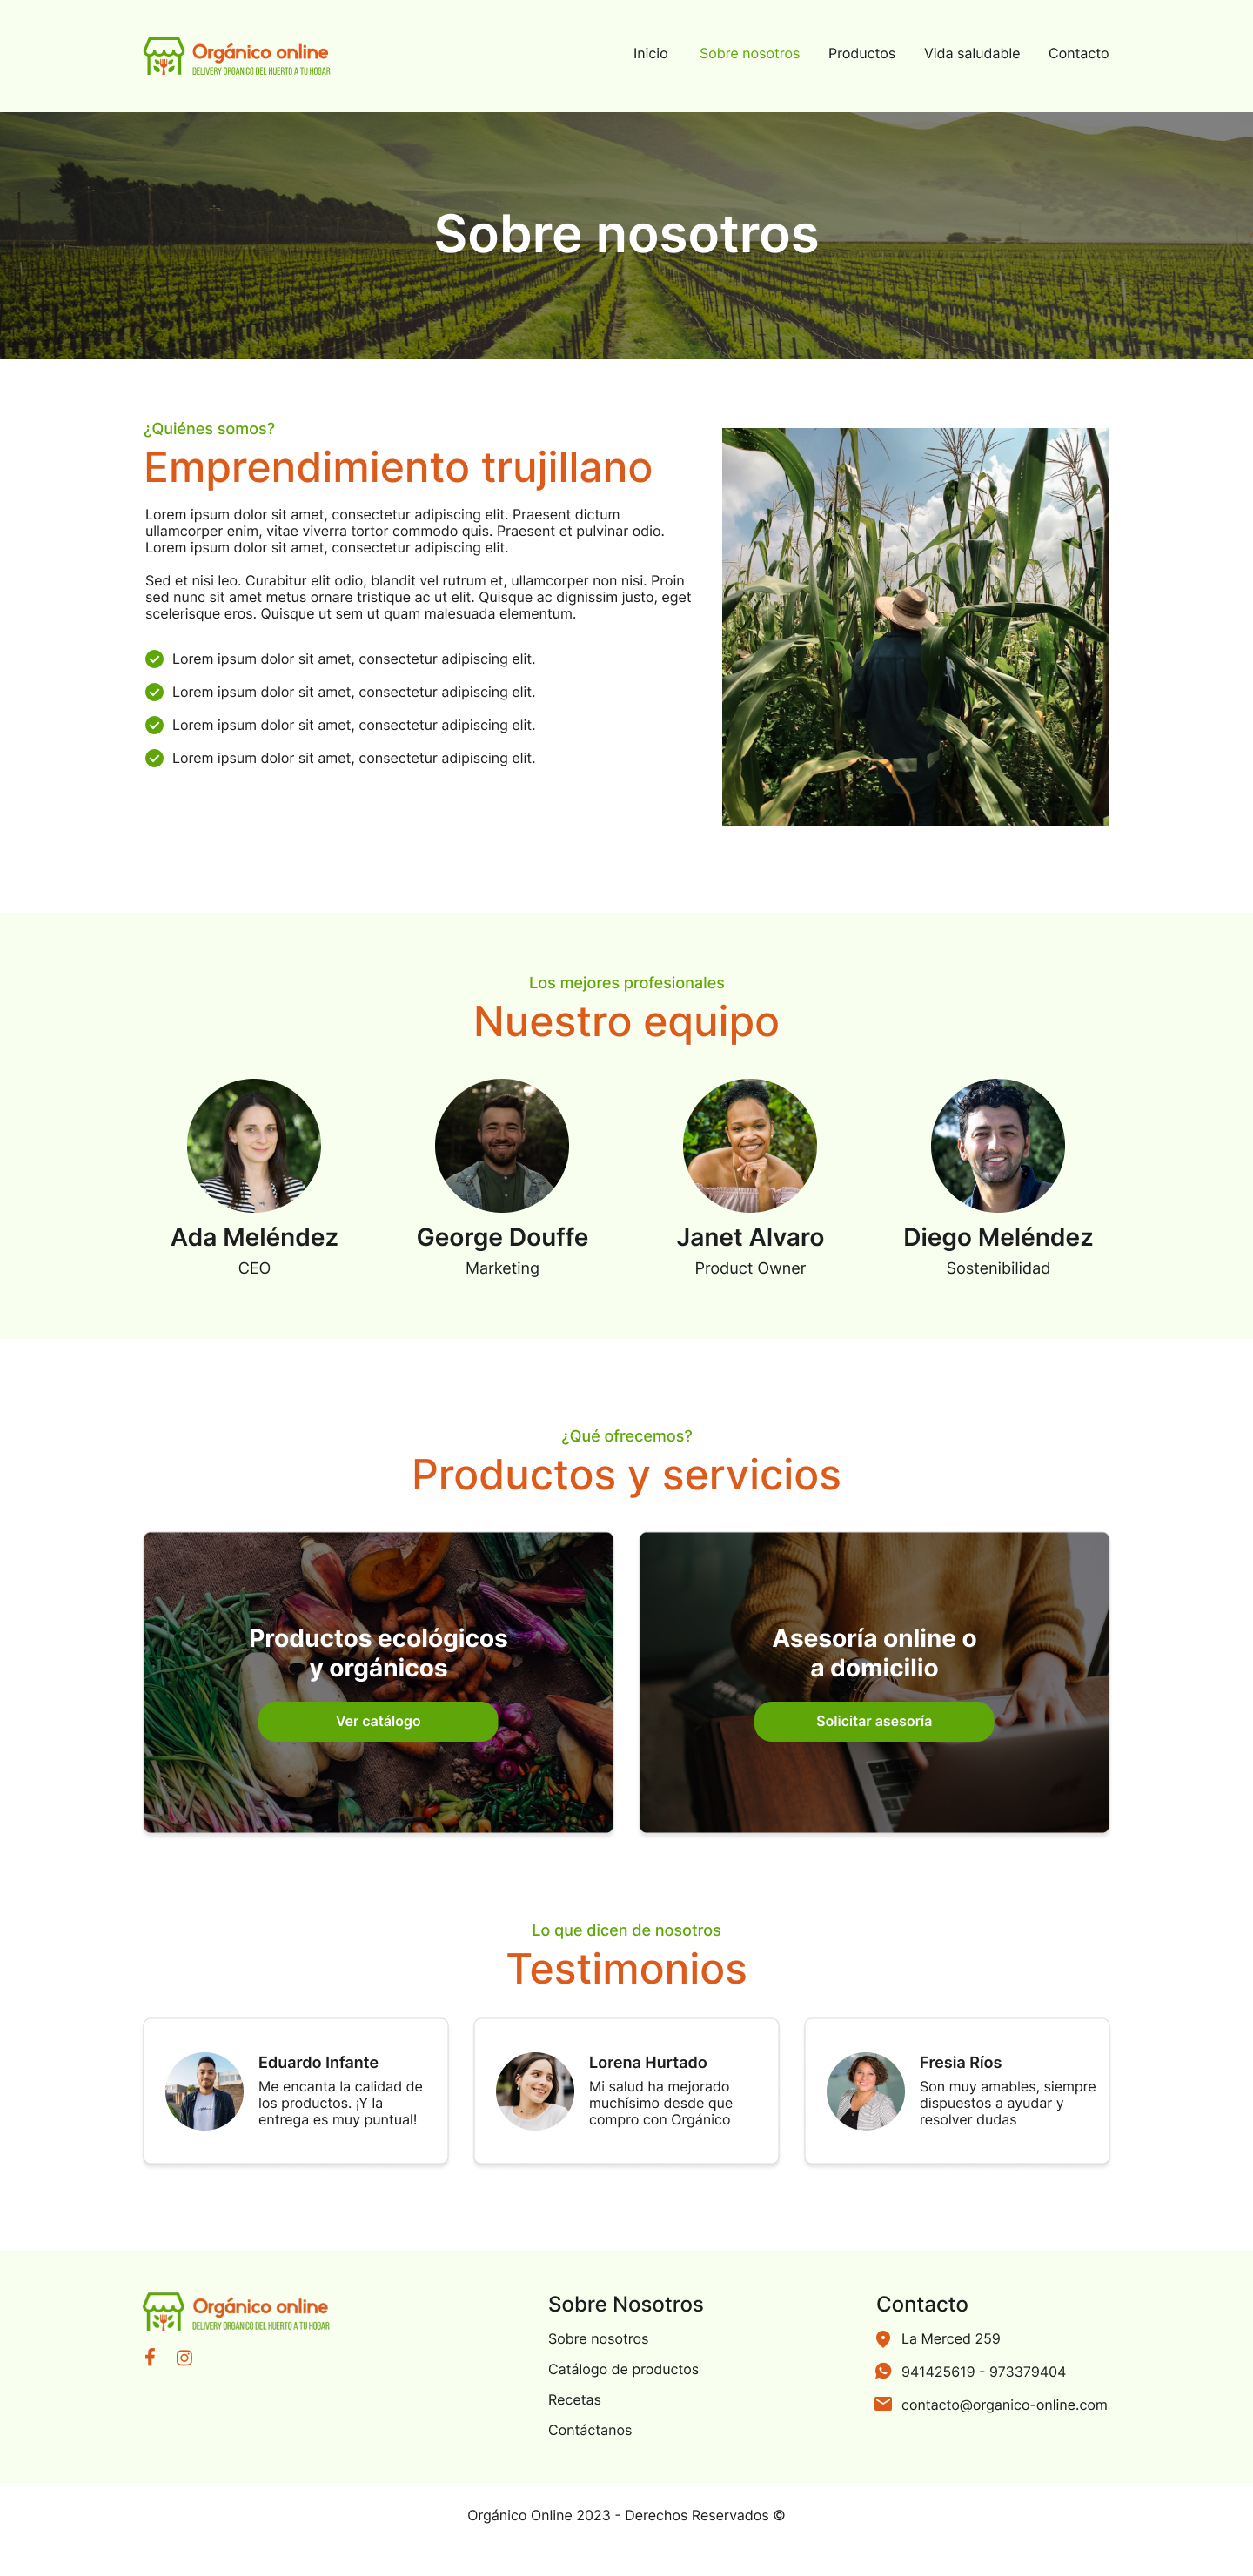 Orgánico online
DELIVERY ORGÁNICO DEL HUERTO A TU HOGAR
Inicio
Sobre nosotros
Productos
Vida saludable
Contacto
Sobre nosotros
¿Quiénes somos?
Emprendimiento trujillano
Lorem ipsum dolor sit amet, consectetur adipiscing elit. Praesent dictum
ullamcorper enim, vitae viverra tortor commodo quis. Praesent et pulvinar odio.
Lorem ipsum dolor sit amet, consectetur adipiscing elit.
Sed et nisi leo. Curabitur elit odio, blandit vel rutrum et, ullamcorper non nisi. Proin
sed nunc sit amet metus ornare tristique ac ut elit. Quisque ac dignissim justo, eget
scelerisque eros. Quisque ut sem ut quam malesuada elementum.
Lorem ipsum dolor sit amet, consectetur adipiscing elit.
Lorem ipsum dolor sit amet, consectetur adipiscing elit.
Lorem ipsum dolor sit amet, consectetur adipiscing elit.
Lorem ipsum dolor sit amet, consectetur adipiscing elit.
Los mejores profesionales
Nuestro equipo
Ada Meléndez
CEO
George Douffe
Marketing
Janet Alvaro
Product Owner
Diego Meléndez
Sostenibilidad
¿Qué ofrecemos?
Productos y servicios
Productos ecológicos
y orgánicos
Ver catálogo
Asesoría online o
a domicilio
Solicitar asesoría
Lo que dicen de nosotros
Testimonios
Eduardo Infante
Me encanta la calidad de
los productos. ¡Y la
entrega es muy puntual!
Lorena Hurtado
Mi salud ha mejorado
muchísimo desde que
compro con Orgánico
Fresia Ríos
Son muy amables, siempre
dispuestos a ayudar y
resolver dudas
Orgánico online
DELIVERY ORGÁNICO DEL HUERTO A TU HOGAR
Sobre Nosotros
Sobre nosotros
Catálogo de productos
Recetas
Contáctanos
Contacto
La Merced 259
941425619 - 973379404
contacto@organico-online.com
Orgánico Online 2023 - Derechos Reservados ©